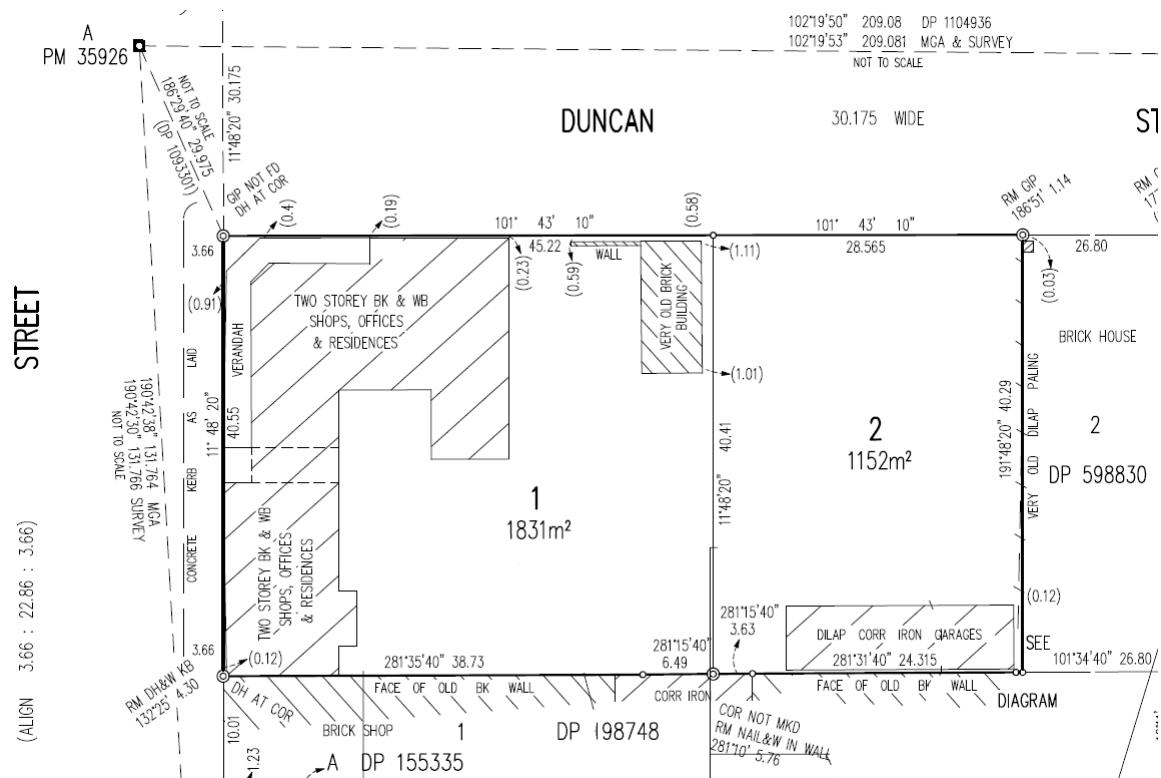 A
PM 35926
102°19'50" 209.08 DP 1104936
102°19'53" 209.081 MGA & SURVEY
NOT TO SCALE
DUNCAN
30.175 WIDE
ST
NOT TO SCALE
186°29'40" 29.975
(DP 1093301)
11°48'20" 30.175
GIP NOT FD
DH AT COR
RM GIP
186°51' 1.14
RM G
17
3.66
(0.4)
(0.19)
101° 43' 10"
45.22
(0.23)
(0.59)
WALL
(0.58)
(1.11)
101° 43' 10"
28.565
26.80
(0.03)
(0.91)
VERANDAH
TWO STOREY BK & WB
SHOPS, OFFICES
& RESIDENCES
VERY OLD BRICK
BUILDING
(1.01)
BRICK HOUSE
STREET
190°42'38" 131.764 MGA
190°42'30" 131.766 SURVEY
NOT TO SCALE
CONCRETE KERB AS LAID
11° 48' 20"
40.55
40.41
11°48'20"
2
1152m²
191°48'20" 40.29
VERY OLD DILAP PALING
2
DP 598830
1
1831m²
TWO STOREY BK & WB
SHOPS, OFFICES
& RESIDENCES
(ALIGN 3.66 : 22.86 : 3.66)
3.66
(0.12)
281°35'40" 38.73
281°15'40"
6.49
281°15'40"
3.63
DILAP CORR IRON GARAGES
281°31'40" 24.315
(0.12)
SEE
DIAGRAM
101°34'40" 26.80
RM DH&W KB
132°25' 4.30
DH AT COR
FACE OF OLD BK WALL
CORR IRON
FACE OF OLD BK WALL
BRICK SHOP
1
DP 198748
COR NOT MKD
RM NAIL&W IN WALL
281°10' 5.76
10.01
1.23
A DP 155335